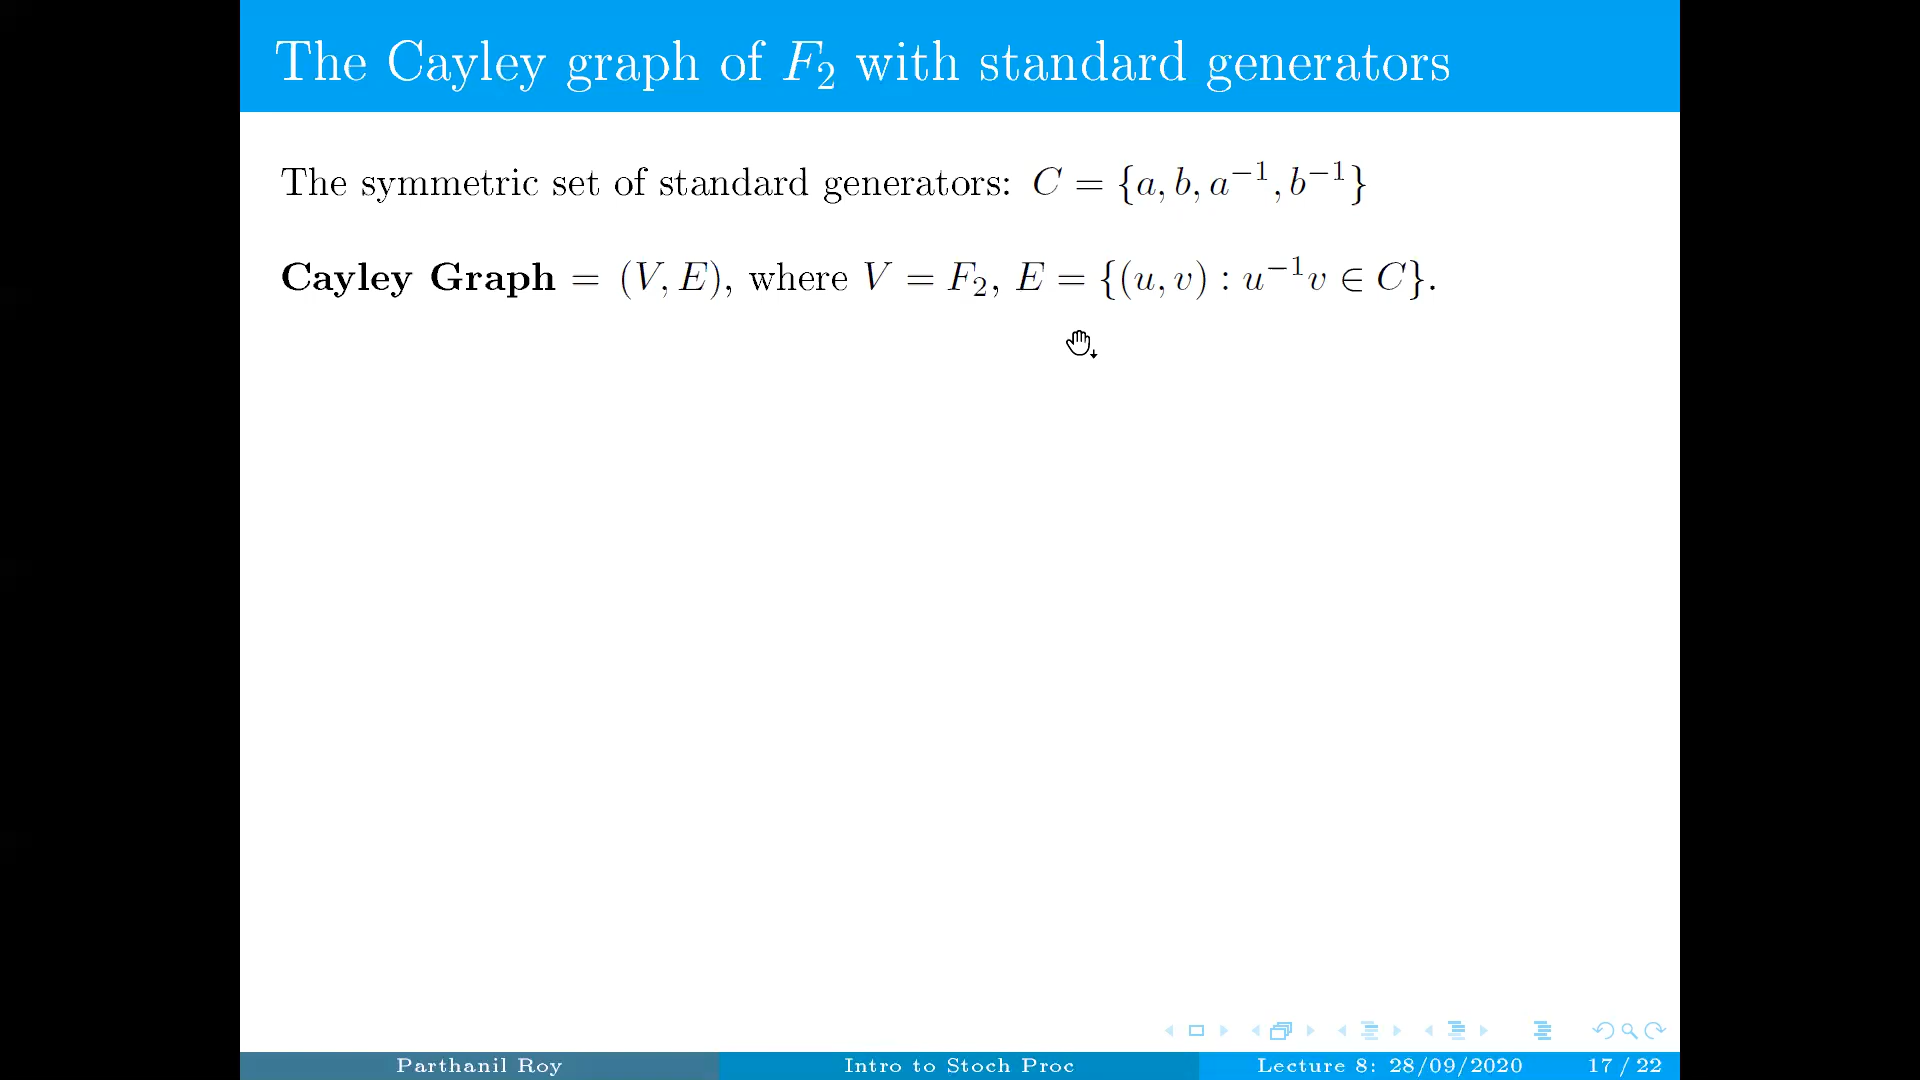 The Cayley graph of F₂ with standard generators
The symmetric set of standard generators: C = {a, b, a⁻¹, b⁻¹}
Cayley Graph = (V, E), where V = F₂, E = {(u, v) : u⁻¹v ∈ C}.
Parthanil Roy Intro to Stoch Proc Lecture 8: 28/09/2020 17 / 22